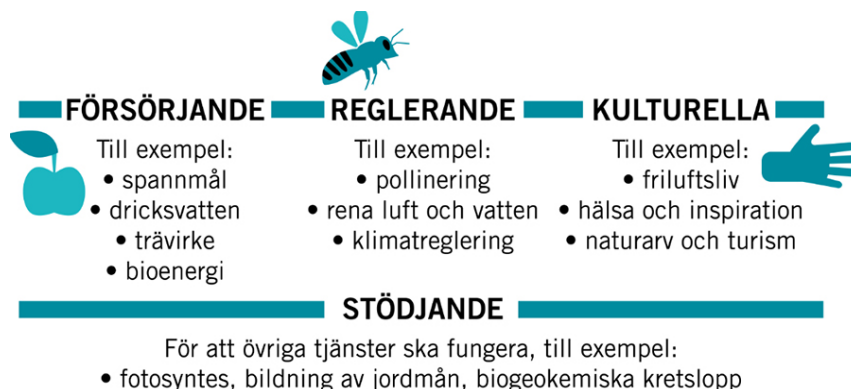 FÖRSÖRJANDE
Till exempel:
• spannmål
• dricksvatten
• trävirke
• bioenergi
REGLERANDE
Till exempel:
• pollinering
• rena luft och vatten
• klimatreglering
KULTURELLA
Till exempel:
• friluftsliv
• hälsa och inspiration
• naturarv och turism
STÖDJANDE
För att övriga tjänster ska fungera, till exempel:
• fotosyntes, bildning av jordmån, biogeokemiska kretslopp